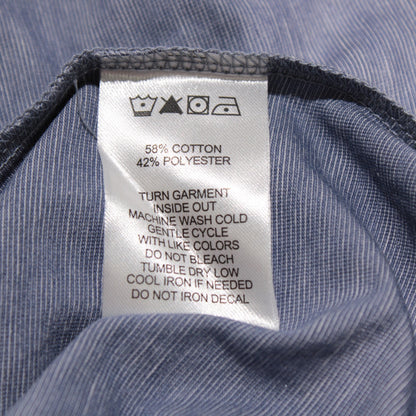 58% COTTON
42% POLYESTER
TURN GARMENT
INSIDE OUT
MACHINE WASH COLD
GENTLE CYCLE
WITH LIKE COLORS
DO NOT BLEACH
TUMBLE DRY LOW
COOL IRON IF NEEDED
DO NOT IRON DECAL